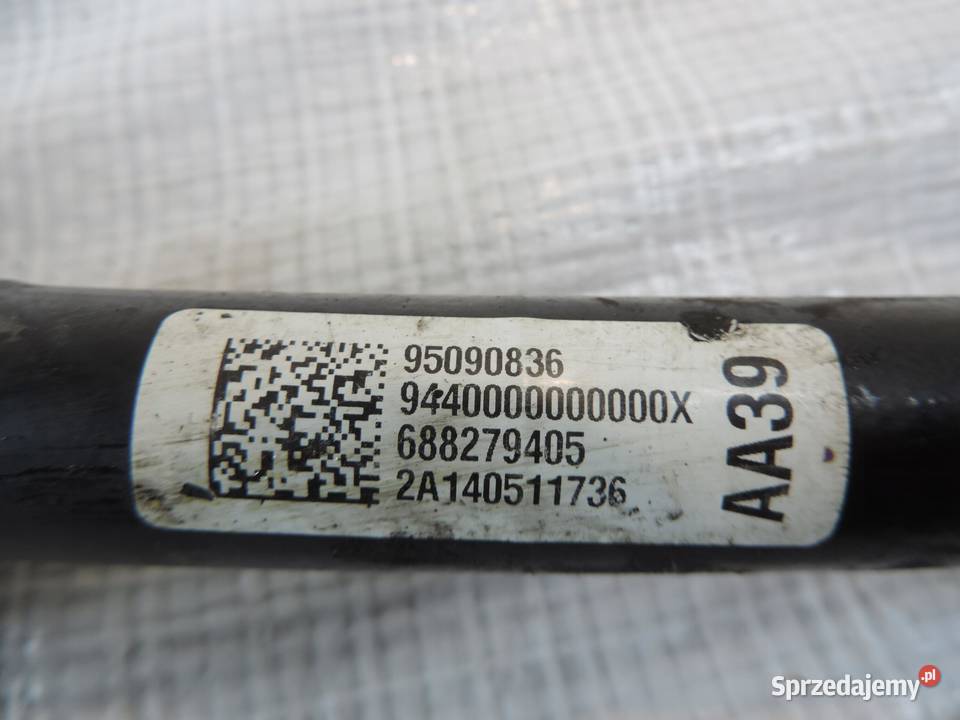 95090836
9440000000000X
688279405
2A140511736
AA39
Sprzedajemy.pl